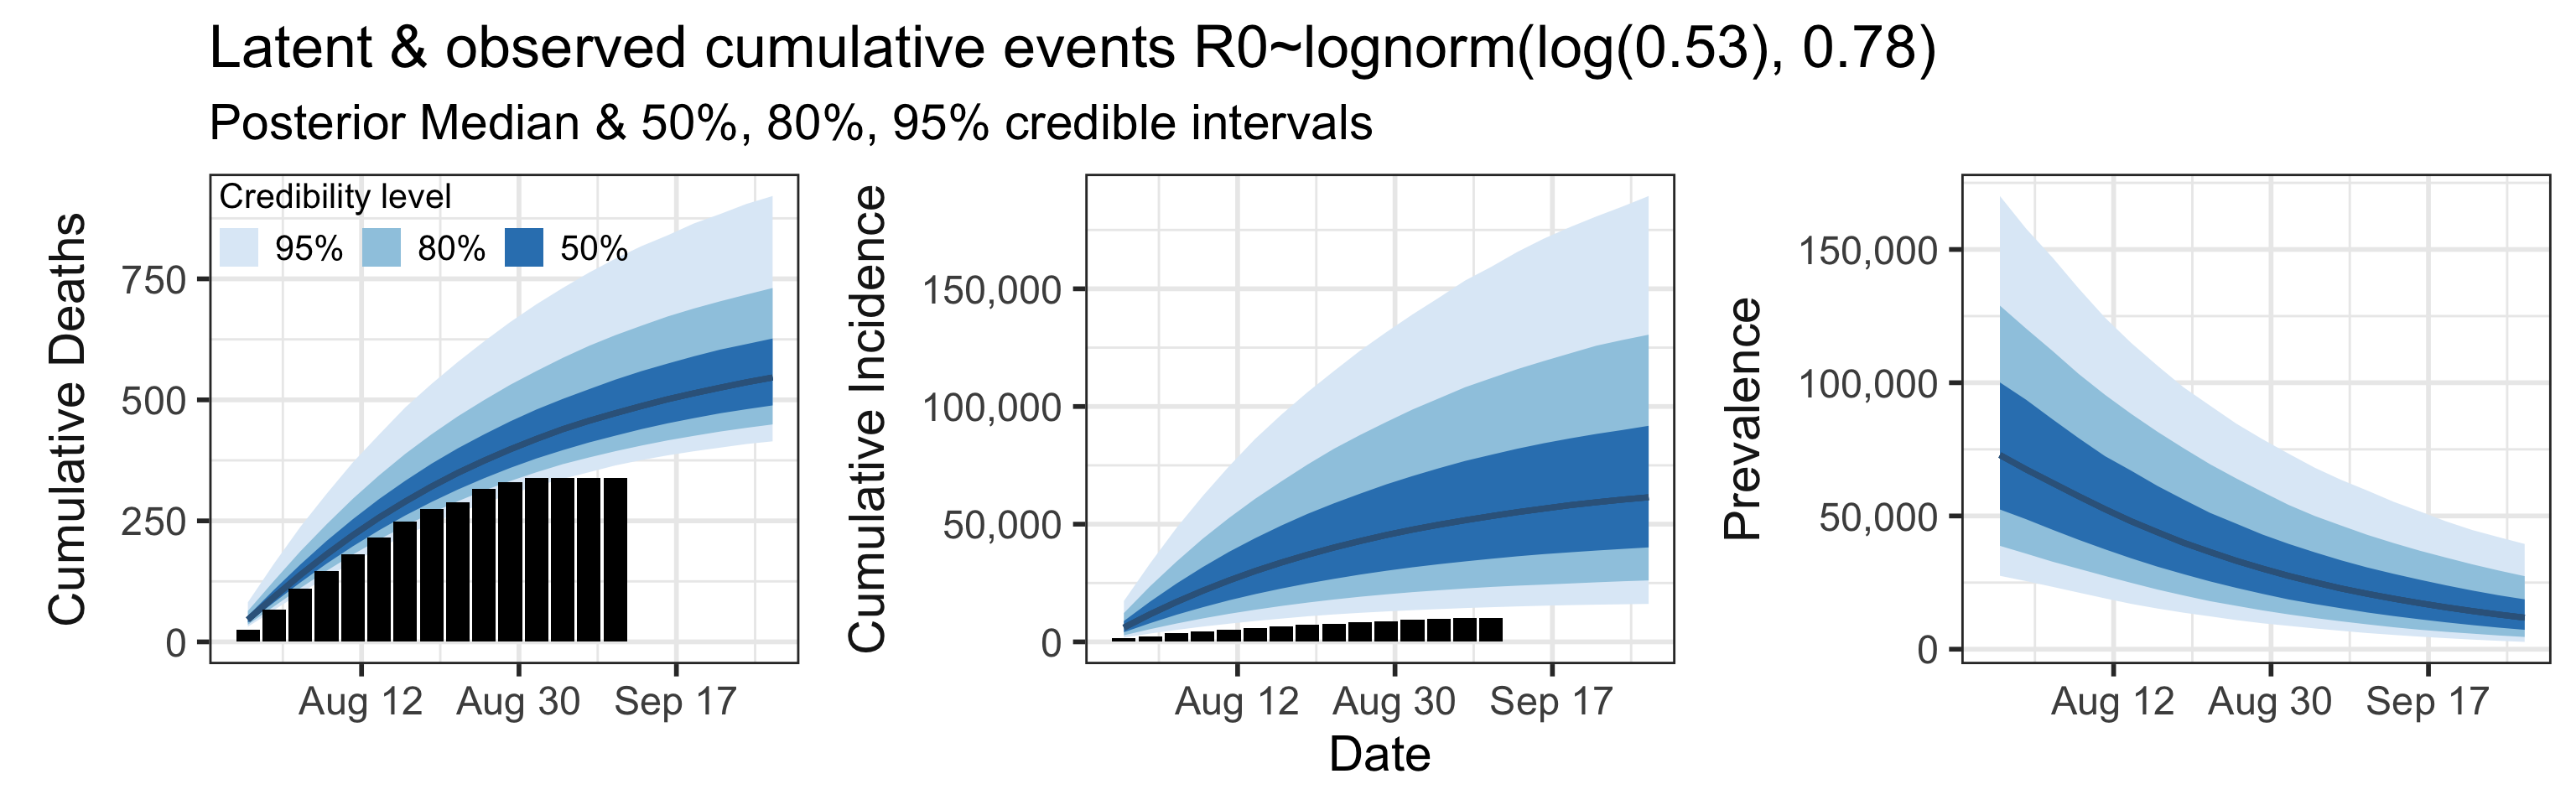 Latent & observed cumulative events R0~lognorm(log(0.53), 0.78)
Posterior Median & 50%, 80%, 95% credible intervals
Cumulative Deaths
Credibility level
95% 80% 50%
750
500
250
0
Aug 12 Aug 30 Sep 17
Cumulative Incidence
150,000
100,000
50,000
0
Aug 12 Aug 30 Sep 17
Prevalence
150,000
100,000
50,000
0
Aug 12 Aug 30 Sep 17
Date